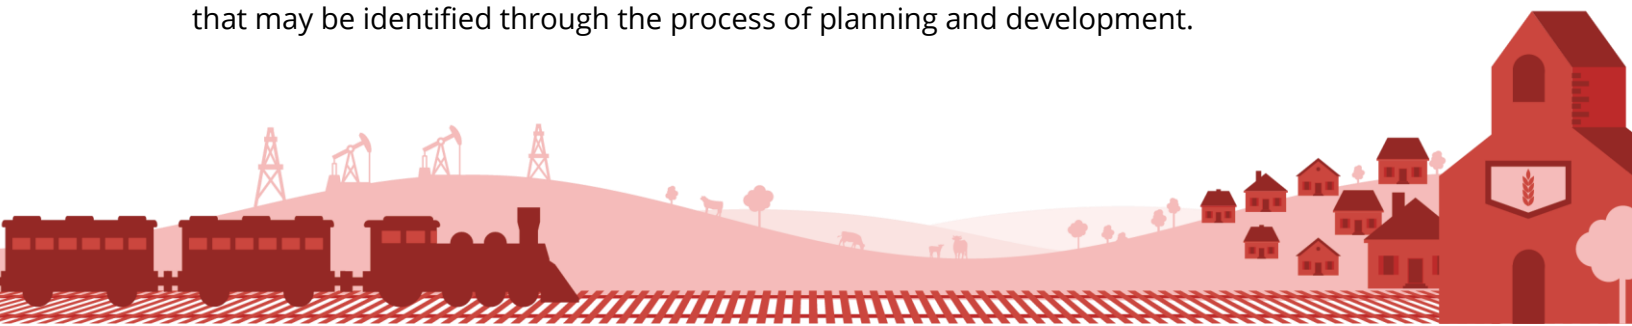 that may be identified through the process of planning and development.